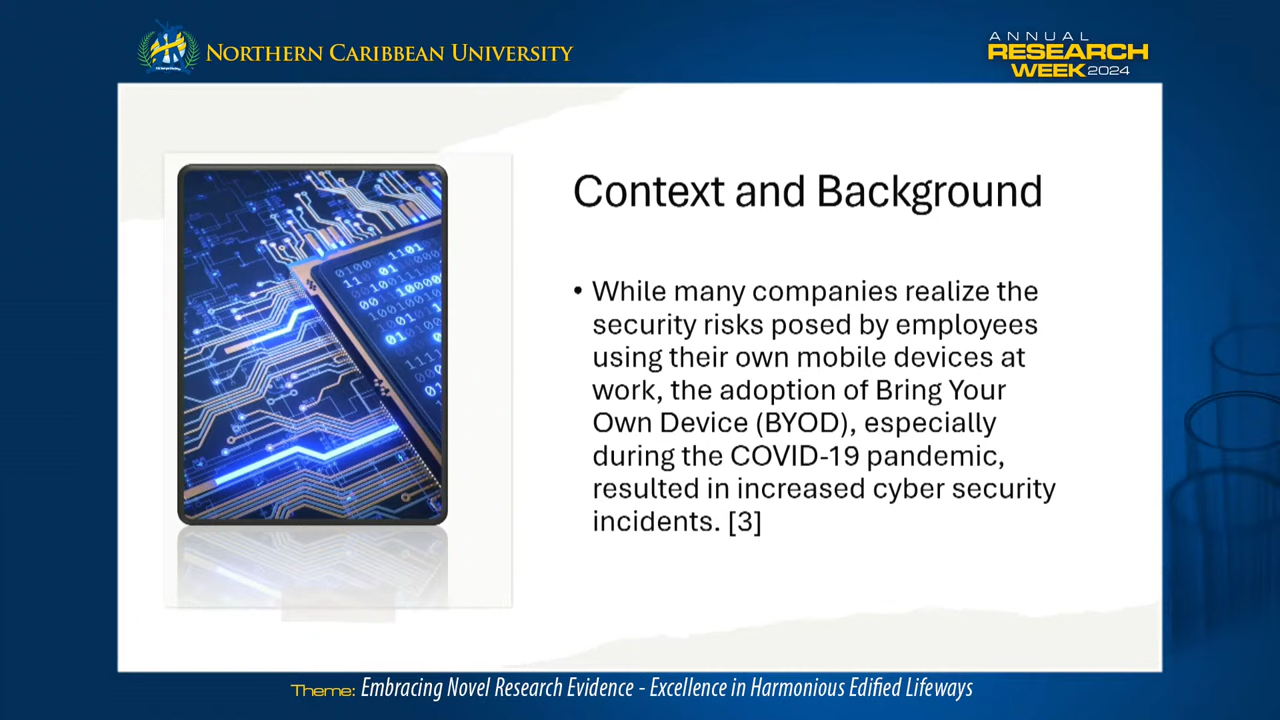 NORTHERN CARIBBEAN UNIVERSITY
ANNUAL
RESEARCH
WEEK 2024
Context and Background
• While many companies realize the
security risks posed by employees
using their own mobile devices at
work, the adoption of Bring Your
Own Device (BYOD), especially
during the COVID-19 pandemic,
resulted in increased cyber security
incidents. [3]
Theme: Embracing Novel Research Evidence - Excellence in Harmonious Edified Lifeways